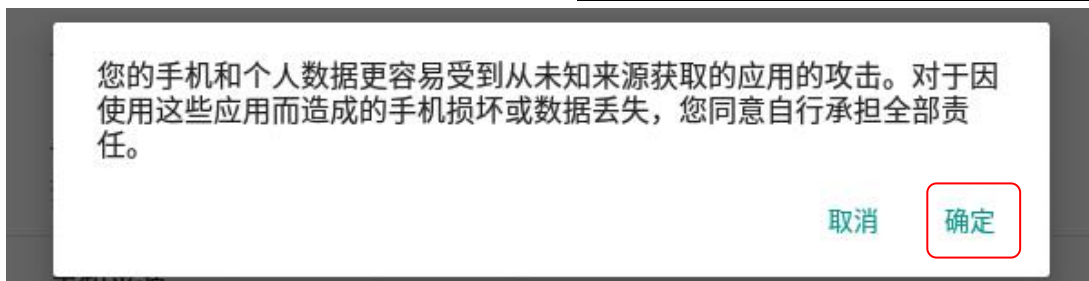 您的手机和个人数据更容易受到从未知来源获取的应用的攻击。对于因
使用这些应用而造成的手机损坏或数据丢失，您同意自行承担全部责
任。
取消 确定